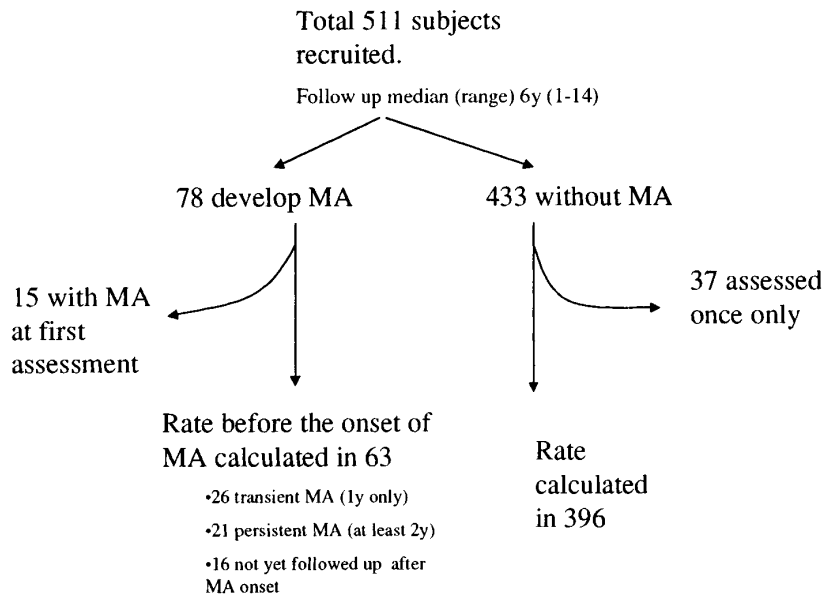 Total 511 subjects
recruited.
Follow up median (range) 6y (1-14)
78 develop MA
433 without MA
15 with MA
at first
assessment
37 assessed
once only
Rate before the onset of
MA calculated in 63
•26 transient MA (1y only)
•21 persistent MA (at least 2y)
•16 not yet followed up after
MA onset
Rate
calculated
in 396